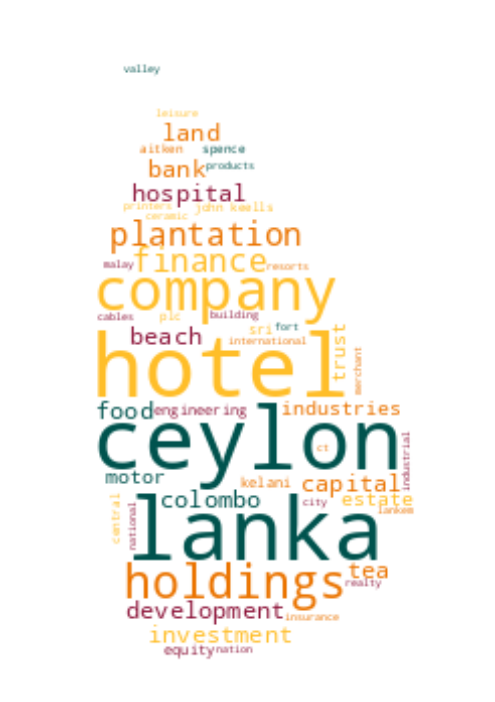 valley
leisure
land
aitken spence
bank products
hospital
printers john keells
ceramic
plantation
malay finance resorts
company
cables plc building
beach sri fort
international
hotel trust merchant
food engineering industries
ceylon ct industrial
motor kelani capital
colombo city estate
central national lanka lankem
holdings tea
realty
development insurance
investment
equity nation